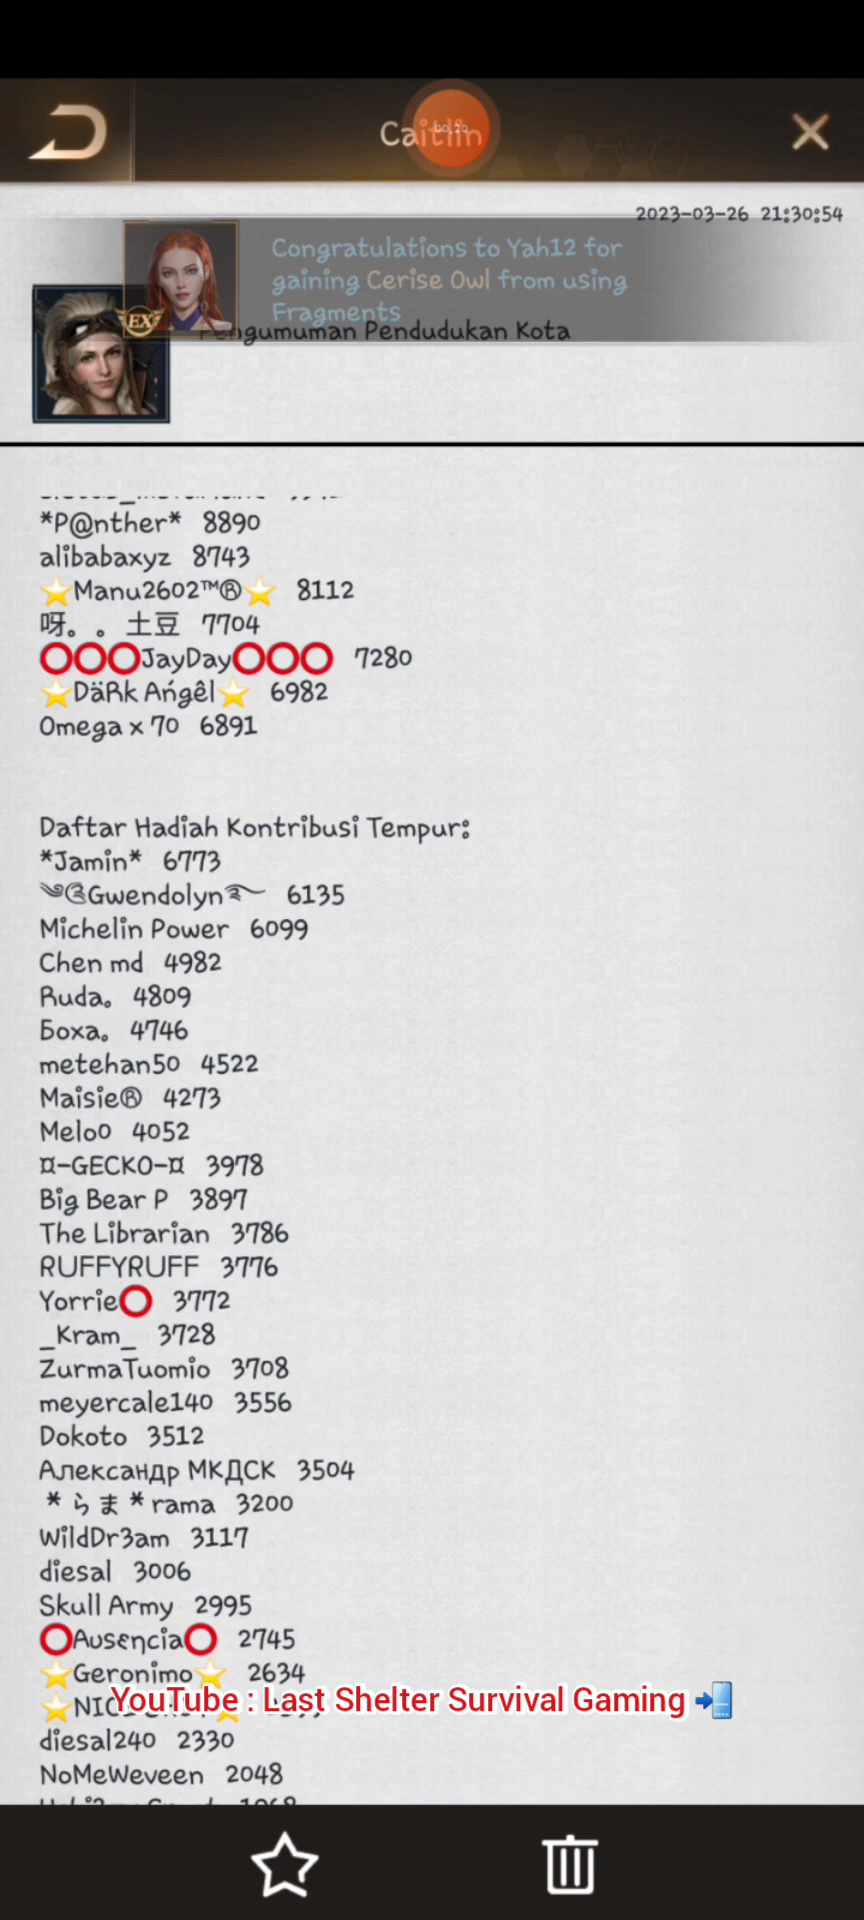 Caitlin
00:20
2023-03-26 21:30:54
Congratulations to Yah12 for
gaining Cerise Owl from using
Fragments
EX
Pengumuman Pendudukan Kota
*P@nther* 8890
alibabaxyz 8743
⭐Manu2602™®⭐ 8112
呀。。土豆 7704
⭕⭕⭕JayDay⭕⭕⭕ 7280
⭐DäRk Ańgêl⭐ 6982
Omega x 70 6891
Daftar Hadiah Kontribusi Tempur:
*Jamin* 6773
༄༊Gwendolyn࿐ 6135
Michelin Power 6099
Chen md 4982
Ruda。 4809
Боха。 4746
metehan50 4522
Maisie® 4273
Meloo 4052
¤-GECKO-¤ 3978
Big Bear P 3897
The Librarian 3786
RUFFYRUFF 3776
Yorrie⭕ 3772
_Kram_ 3728
ZurmaTuomio 3708
meyercale140 3556
Dokoto 3512
Александр МКДСК 3504
*らま*rama 3200
WildDr3am 3117
diesal 3006
Skull Army 2995
⭕Aυsεηcia⭕ 2745
⭐Geronimo⭐ 2634
YouTube : Last Shelter Survival Gaming 📲
diesal240 2330
NoMeWeveen 2048